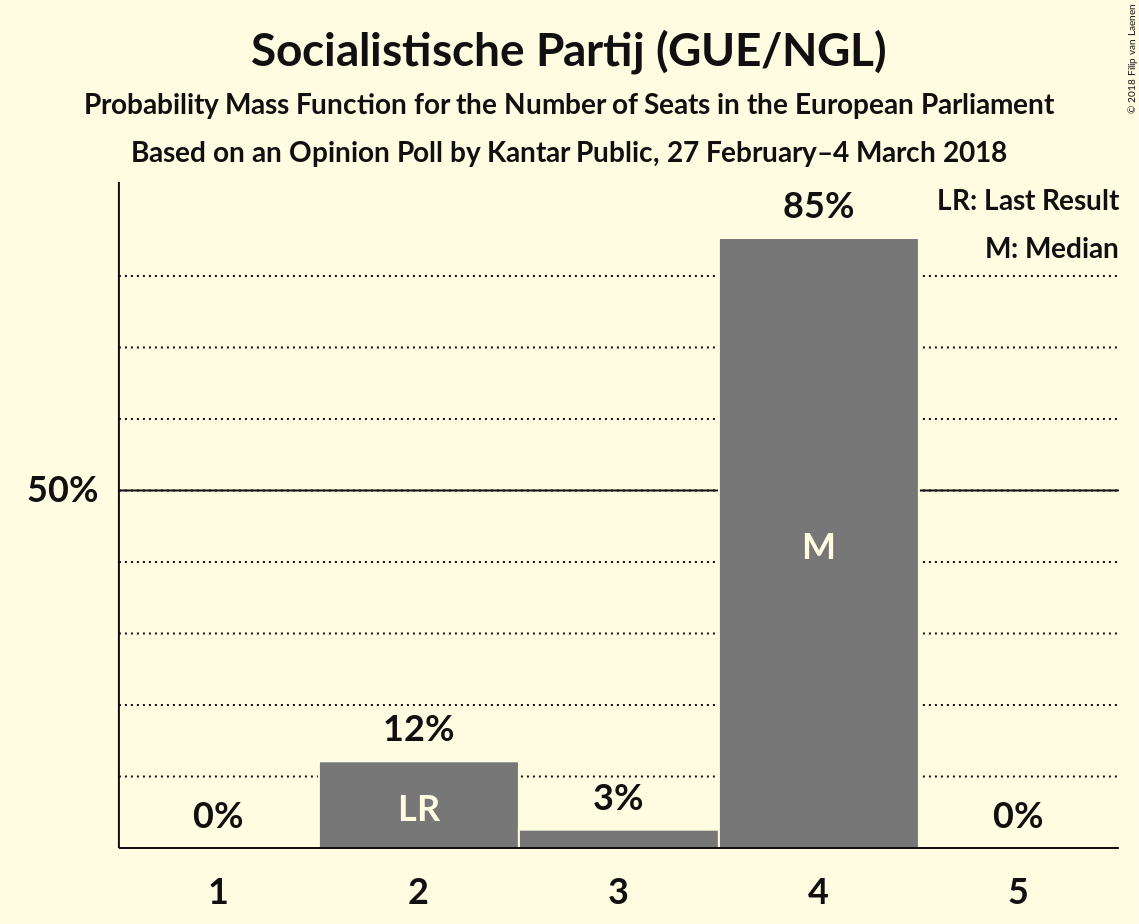 Socialistische Partij (GUE/NGL)
Probability Mass Function for the Number of Seats in the European Parliament
Based on an Opinion Poll by Kantar Public, 27 February–4 March 2018
© 2018 Filip van Laenen
LR: Last Result
M: Median
85%
50%
M
12%
LR
3%
0%
0%
1 2 3 4 5